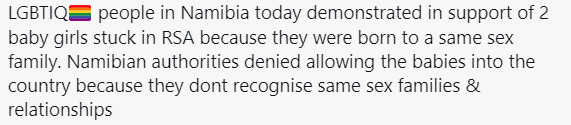 LGBTIQ🏳️‍🌈 people in Namibia today demonstrated in support of 2
baby girls stuck in RSA because they were born to a same sex
family. Namibian authorities denied allowing the babies into the
country because they dont recognise same sex families &
relationships